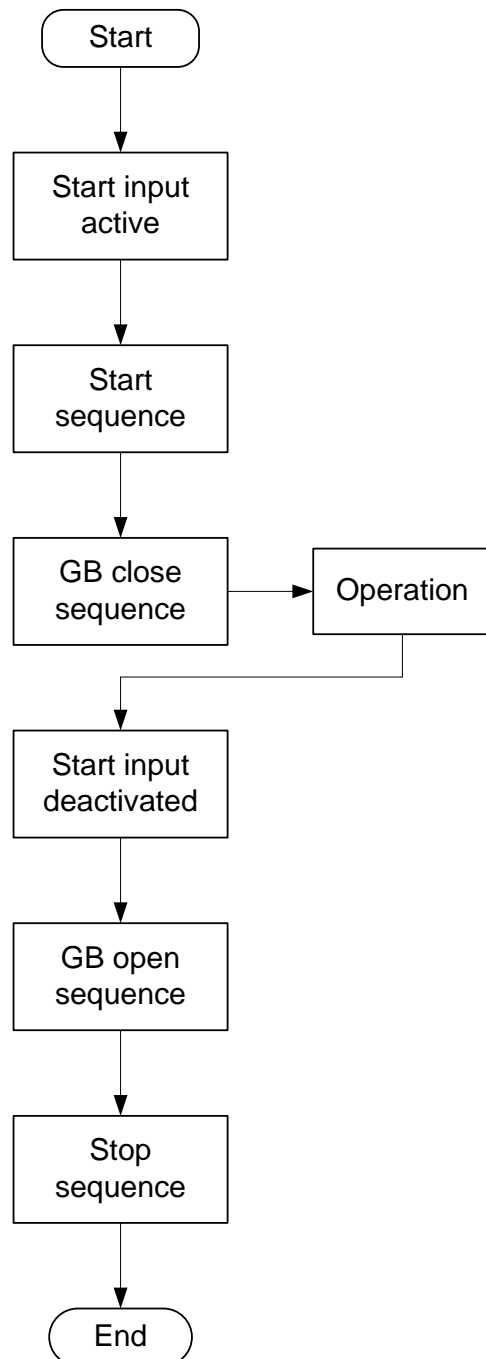 Start
Start input
active
Start
sequence
GB close
sequence
Operation
Start input
deactivated
GB open
sequence
Stop
sequence
End